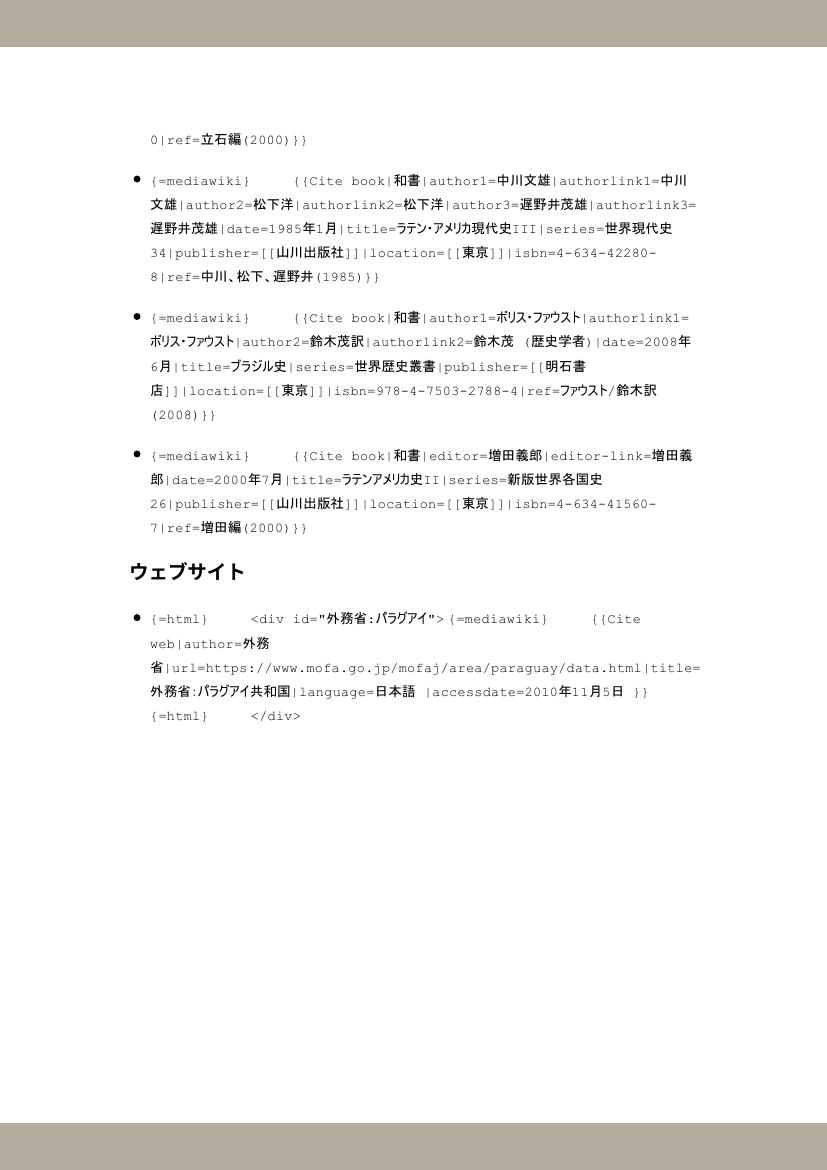 0|ref=立石編(2000)}}
● {=mediawiki} {{Cite book|和書|author1=中川文雄|authorlink1=中川
文雄|author2=松下洋|authorlink2=松下洋|author3=遅野井茂雄|authorlink3=
遅野井茂雄|date=1985年1月|title=ラテン・アメリカ現代史III|series=世界現代史
34|publisher=[[山川出版社]]|location=[[東京]]|isbn=4-634-42280-
8|ref=中川、松下、遅野井(1985)}}
● {=mediawiki} {{Cite book|和書|author1=ボリス・ファウスト|authorlink1=
ボリス・ファウスト|author2=鈴木茂訳|authorlink2=鈴木茂 (歴史学者)|date=2008年
6月|title=ブラジル史|series=世界歴史叢書|publisher=[[明石書
店]]|location=[[東京]]|isbn=978-4-7503-2788-4|ref=ファウスト/鈴木訳
(2008)}}
● {=mediawiki} {{Cite book|和書|editor=増田義郎|editor-link=増田義
郎|date=2000年7月|title=ラテンアメリカ史II|series=新版世界各国史
26|publisher=[[山川出版社]]|location=[[東京]]|isbn=4-634-41560-
7|ref=増田編(2000)}}
ウェブサイト
● {=html} <div id="外務省:パラグアイ"> {=mediawiki} {{Cite
web|author=外務
省|url=https://www.mofa.go.jp/mofaj/area/paraguay/data.html|title=
外務省:パラグアイ共和国|language=日本語 |accessdate=2010年11月5日 }}
{=html} </div>